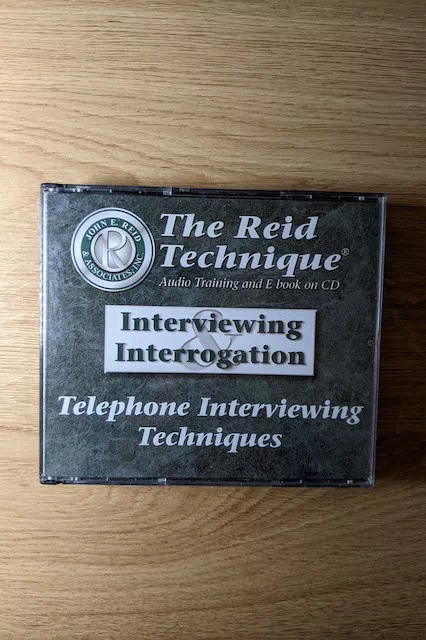 JOHN E. REID
& ASSOCIATES, INC.
R
The Reid
Technique®
Audio Training and E book on CD
Interviewing
&
Interrogation
Telephone Interviewing
Techniques